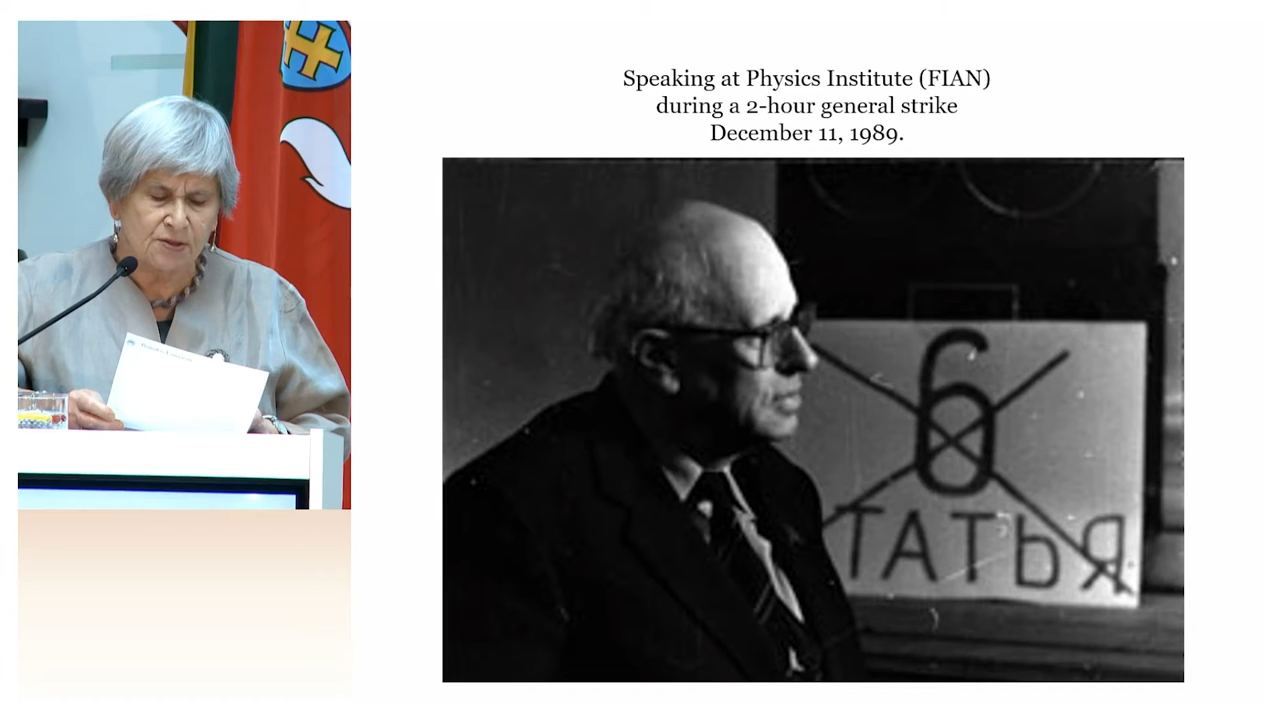 Speaking at Physics Institute (FIAN)
during a 2-hour general strike
December 11, 1989.
6
ТАТЬЯ